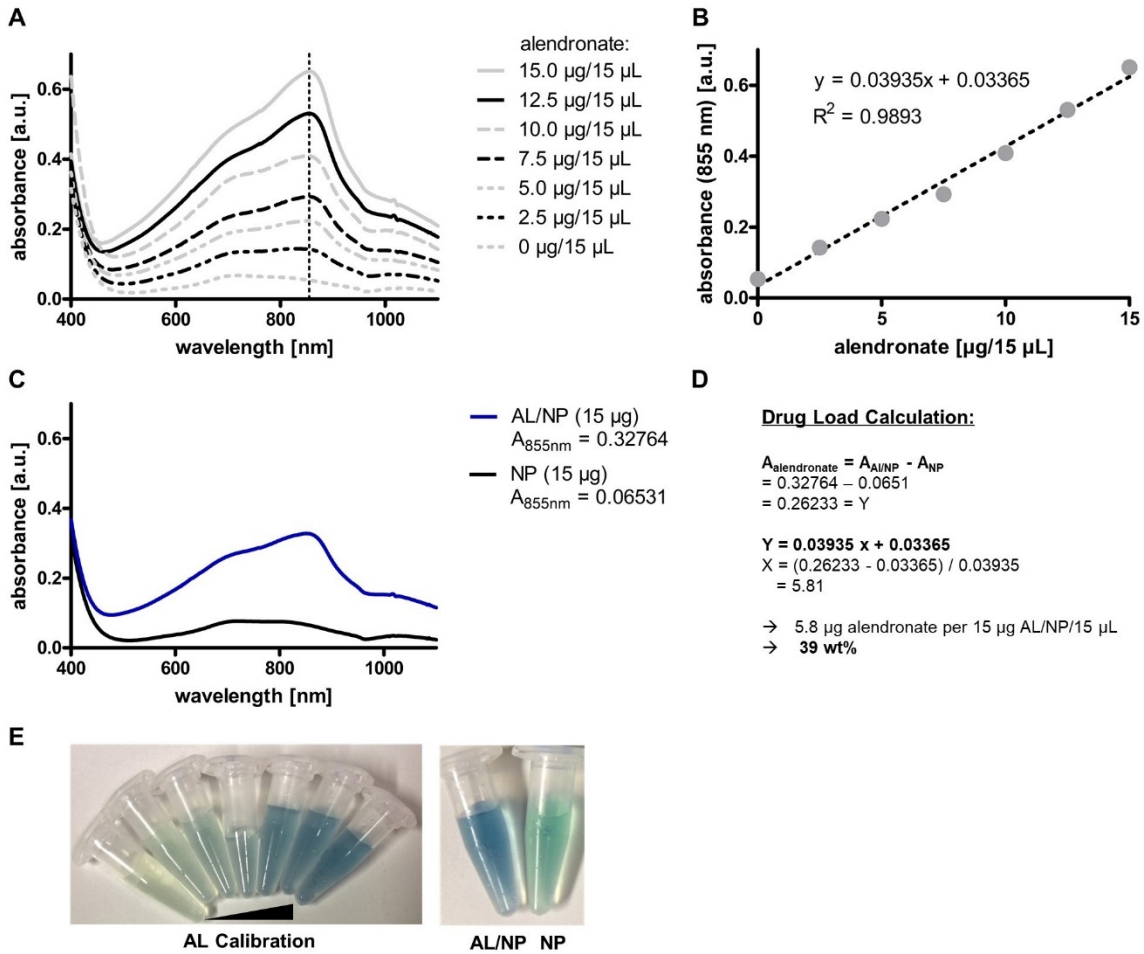 A
absorbance [a.u.]
0.6
0.4
0.2
0.0
400
600
800
1000
wavelength [nm]
alendronate:
15.0 µg/15 µL
12.5 µg/15 µL
10.0 µg/15 µL
7.5 µg/15 µL
5.0 µg/15 µL
2.5 µg/15 µL
0 µg/15 µL
B
absorbance (855 nm) [a.u.]
0.6
0.4
0.2
0.0
y = 0.03935x + 0.03365
R² = 0.9893
0
5
10
15
alendronate [µg/15 µL]
C
absorbance [a.u.]
0.6
0.4
0.2
0.0
400
600
800
1000
wavelength [nm]
AL/NP (15 µg)
A855nm = 0.32764
NP (15 µg)
A855nm = 0.06531
D
Drug Load Calculation:
Aalendronate = AAl/NP - ANP
= 0.32764 – 0.0651
= 0.26233 = Y
Y = 0.03935 x + 0.03365
X = (0.26233 - 0.03365) / 0.03935
= 5.81
→ 5.8 µg alendronate per 15 µg AL/NP/15 µL
→ 39 wt%
E
AL Calibration
AL/NP NP